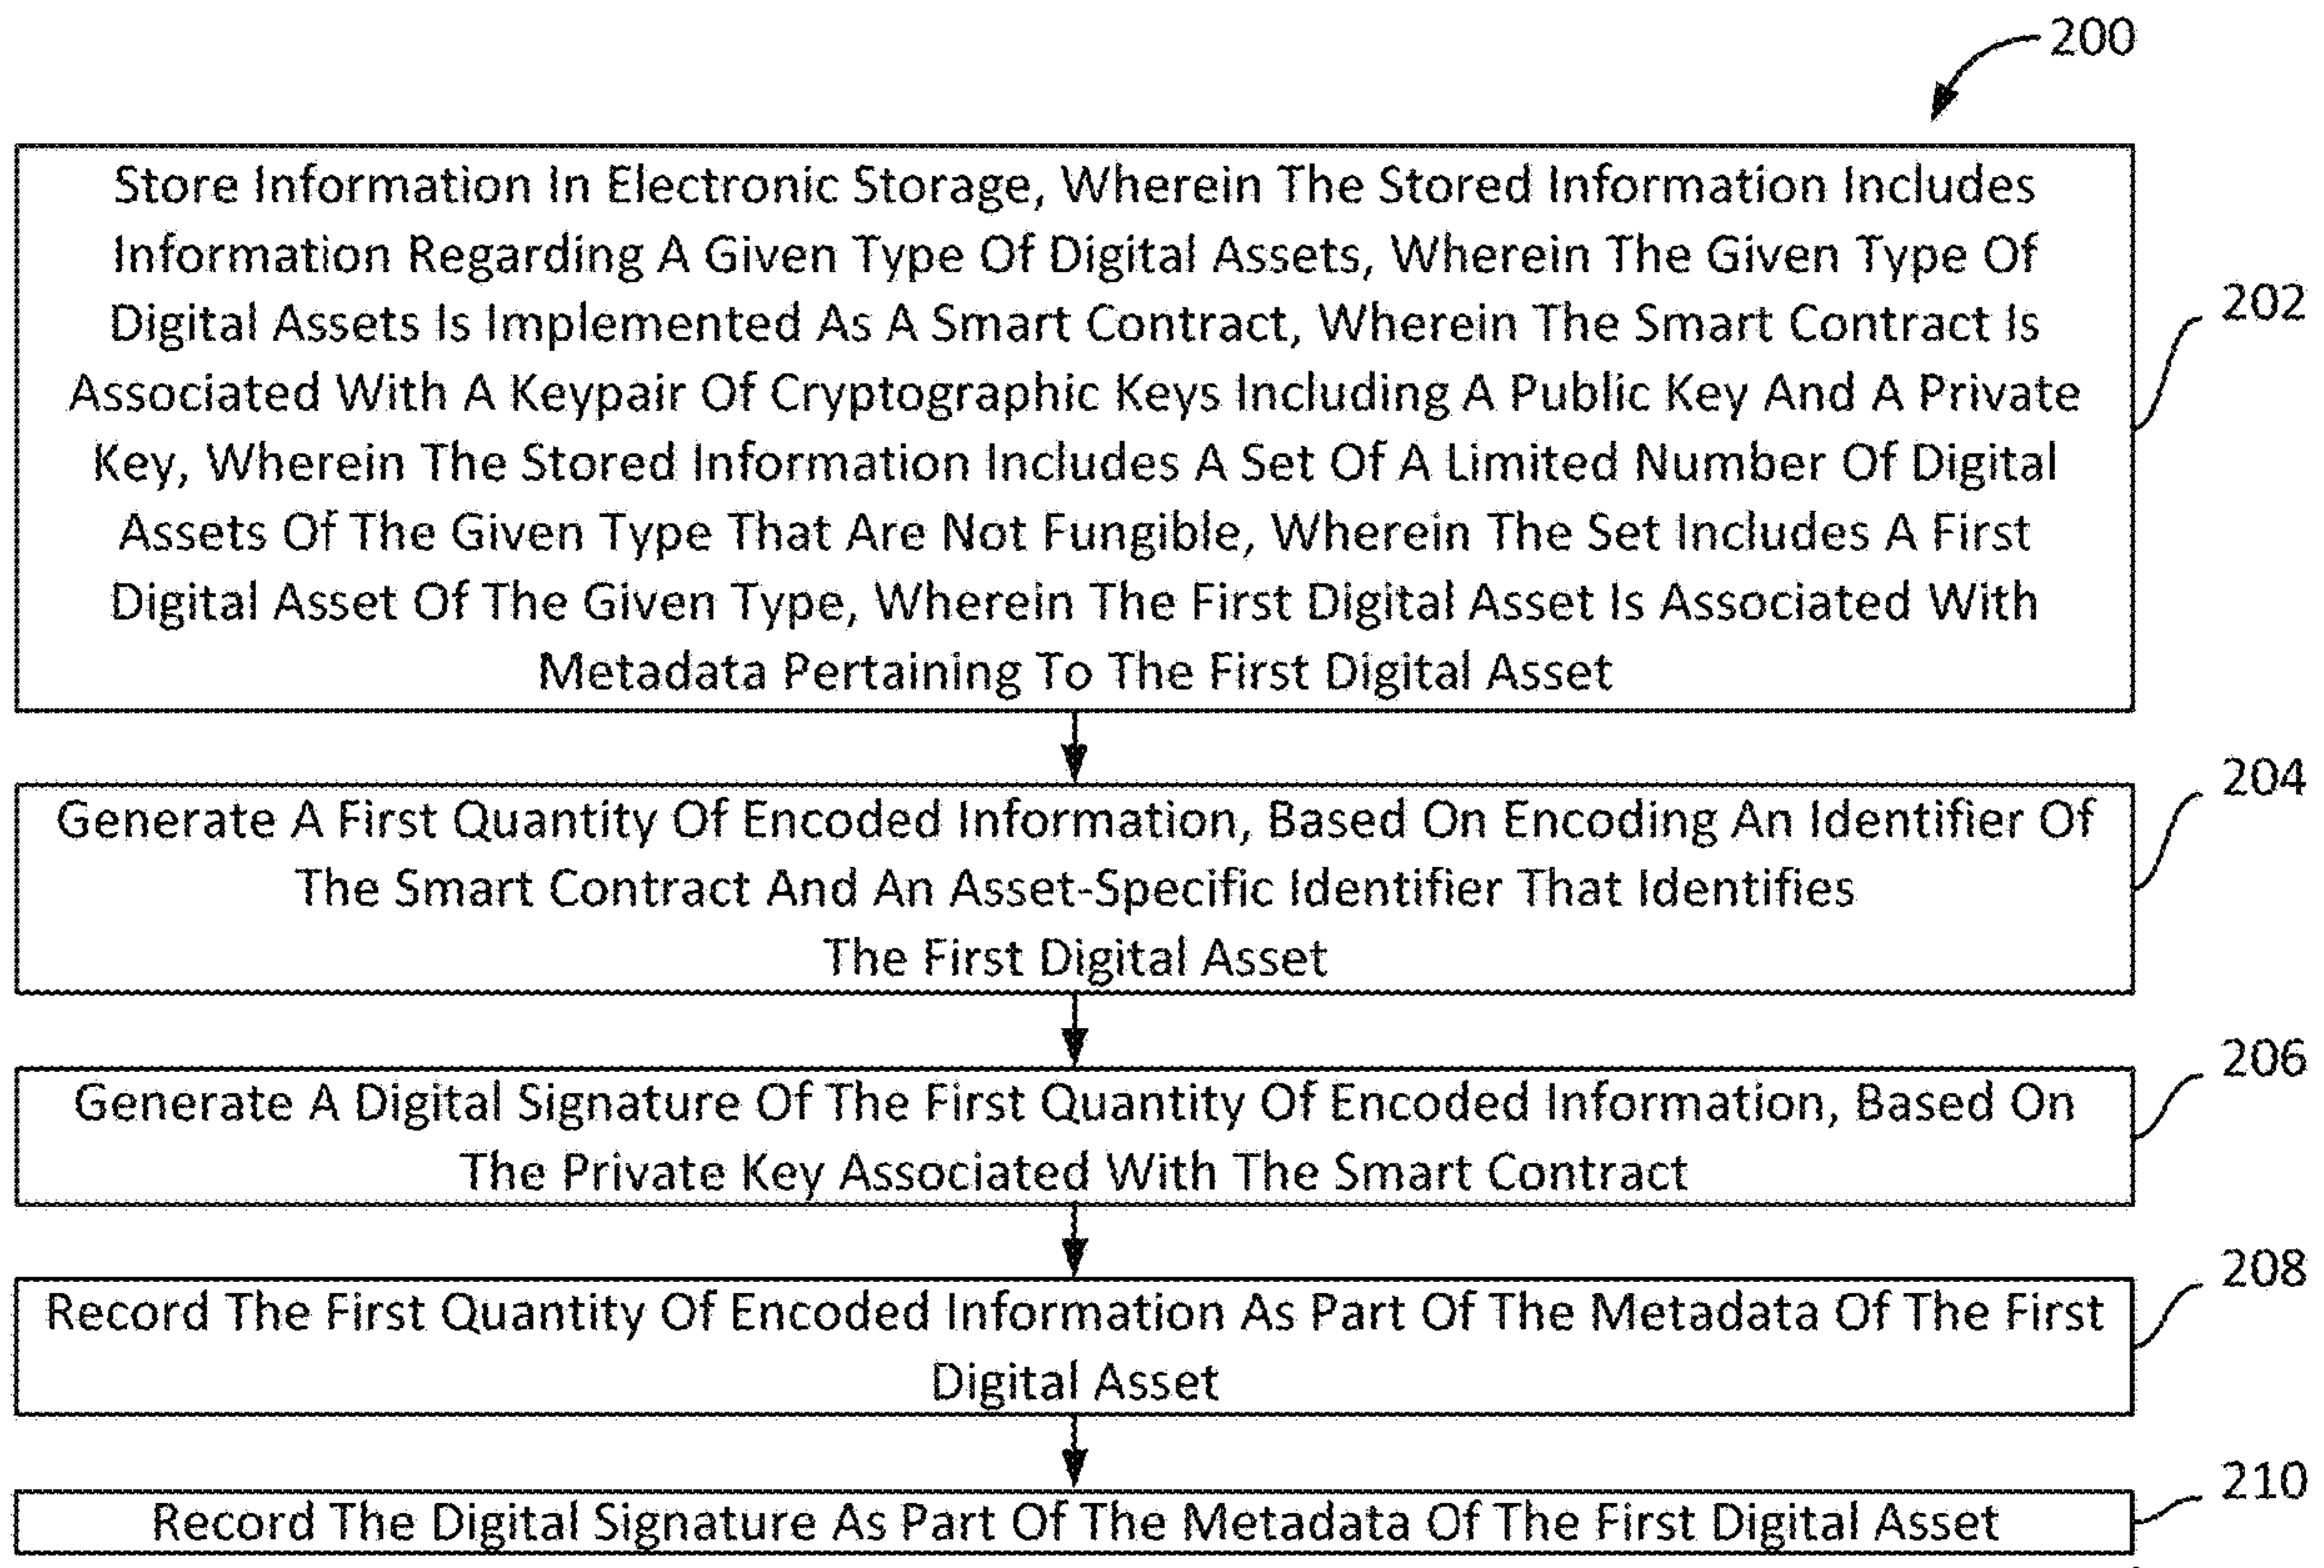 200
Store Information In Electronic Storage, Wherein The Stored Information Includes
Information Regarding A Given Type Of Digital Assets, Wherein The Given Type Of
Digital Assets Is Implemented As A Smart Contract, Wherein The Smart Contract Is
Associated With A Keypair Of Cryptographic Keys Including A Public Key And A Private
Key, Wherein The Stored Information Includes A Set Of A Limited Number Of Digital
Assets Of The Given Type That Are Not Fungible, Wherein The Set Includes A First
Digital Asset Of The Given Type, Wherein The First Digital Asset Is Associated With
Metadata Pertaining To The First Digital Asset
202
Generate A First Quantity Of Encoded Information, Based On Encoding An Identifier Of
The Smart Contract And An Asset-Specific Identifier That Identifies
The First Digital Asset
204
Generate A Digital Signature Of The First Quantity Of Encoded Information, Based On
The Private Key Associated With The Smart Contract
206
Record The First Quantity Of Encoded Information As Part Of The Metadata Of The First
Digital Asset
208
Record The Digital Signature As Part Of The Metadata Of The First Digital Asset
210